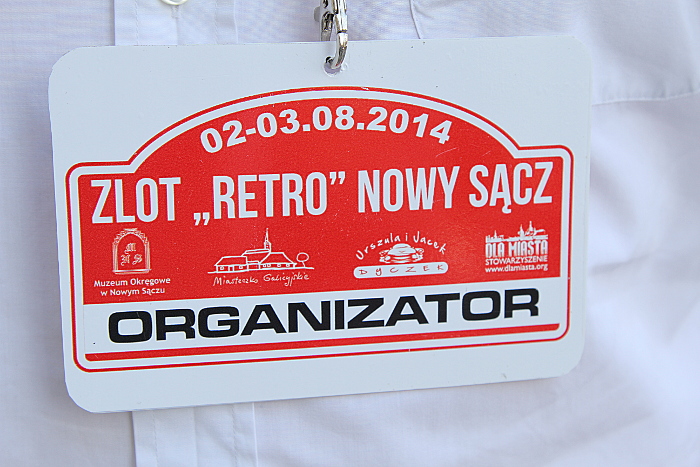 02-03.08.2014
ZLOT „RETRO” NOWY SĄCZ
M
M S
Muzeum Okręgowe
w Nowym Sączu
Miasteczko Galicyjskie
Urszula i Jacek
DYCZEK
DLA MIASTA
STOWARZYSZENIE
www.dlamiasta.org
ORGANIZATOR